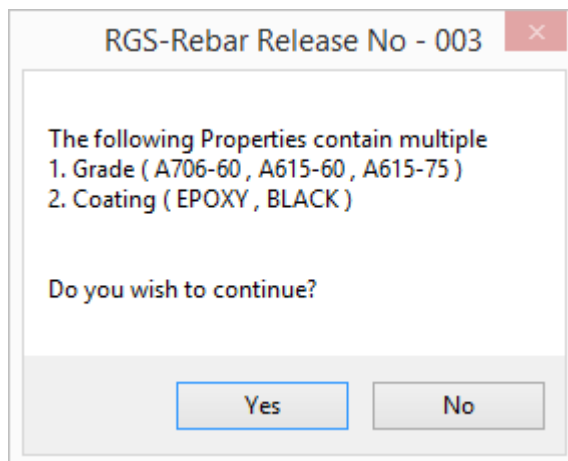 RGS-Rebar Release No - 003
The following Properties contain multiple
1. Grade ( A706-60 , A615-60 , A615-75 )
2. Coating ( EPOXY , BLACK )
Do you wish to continue?
Yes
No